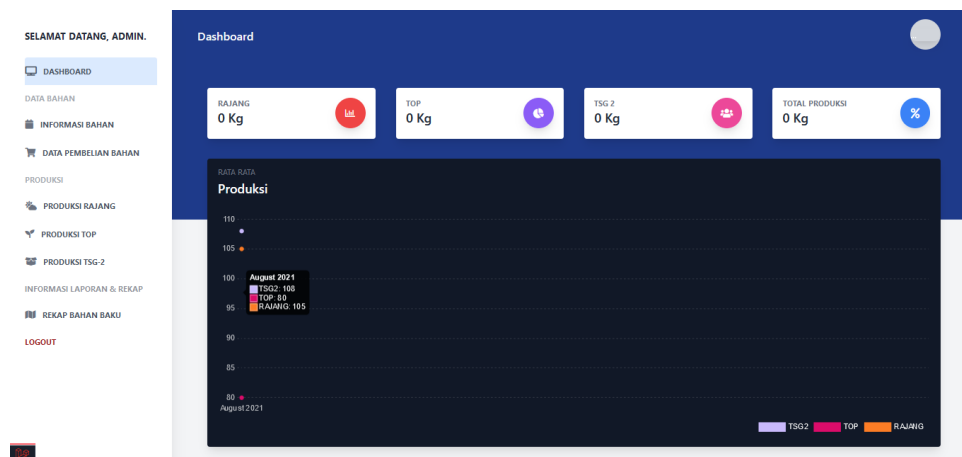 SELAMAT DATANG, ADMIN.
DASHBOARD
DATA BAHAN
INFORMASI BAHAN
DATA PEMBELIAN BAHAN
PRODUKSI
PRODUKSI RAJANG
PRODUKSI TOP
PRODUKSI TSG-2
INFORMASI LAPORAN & REKAP
REKAP BAHAN BAKU
LOGOUT
Dashboard
RAJANG
0 Kg
TOP
0 Kg
TSG 2
0 Kg
TOTAL PRODUKSI
0 Kg
RATA RATA
Produksi
110
105
100
95
90
85
80
August 2021
TSG2: 108
TOP: 80
RAJANG: 105
August 2021
TSG2 TOP RAJANG